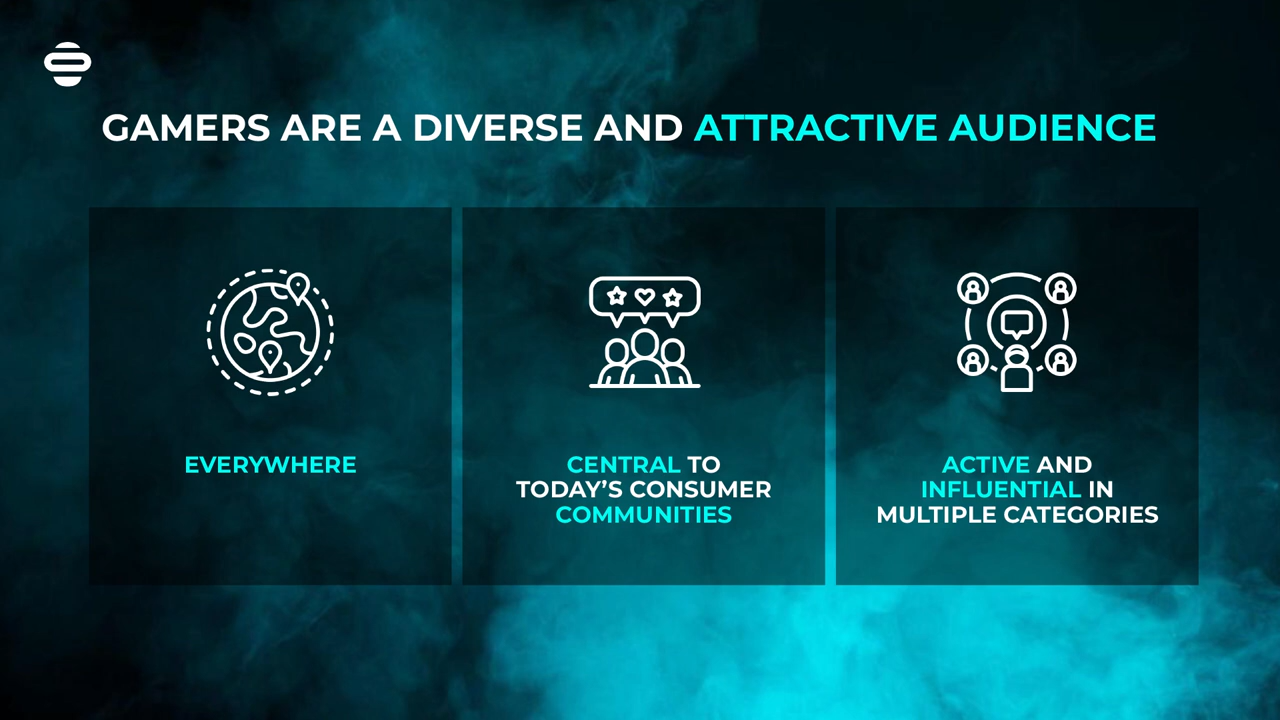 GAMERS ARE A DIVERSE AND ATTRACTIVE AUDIENCE
EVERYWHERE
CENTRAL TO
TODAY’S CONSUMER
COMMUNITIES
ACTIVE AND
INFLUENTIAL IN
MULTIPLE CATEGORIES